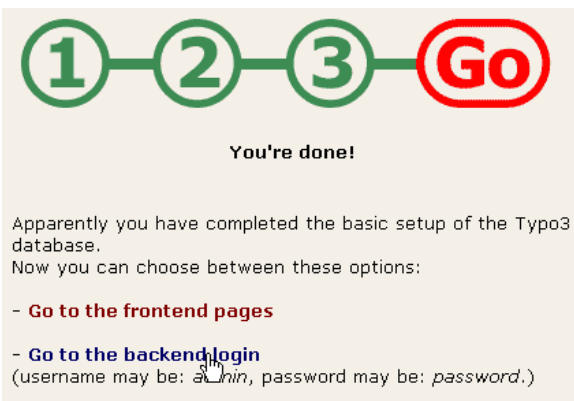 1 2 3 Go
You're done!
Apparently you have completed the basic setup of the Typo3
database.
Now you can choose between these options:
- Go to the frontend pages
- Go to the backend login
(username may be: admin, password may be: password.)